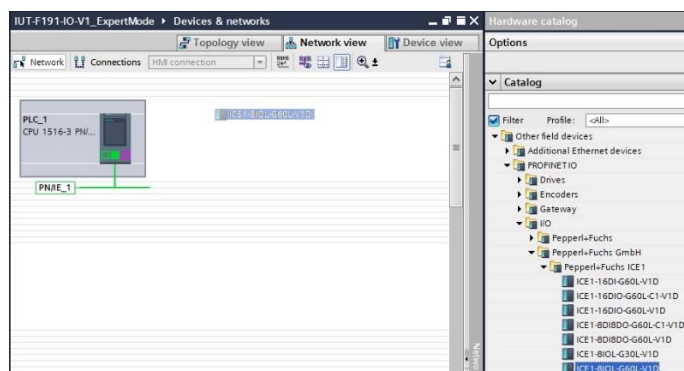 IUT-F191-IO-V1_ExpertMode ▸ Devices & networks
Topology view Network view Device view
Network Connections HMI connection
PLC_1
CPU 1516-3 PN/...
PN/IE_1
ICE1-8IOL-G60L-V1D
Hardware catalog
Options
Catalog
Filter Profile: <All>
Other field devices
Additional Ethernet devices
PROFINET IO
Drives
Encoders
Gateway
I/O
Pepperl+Fuchs
Pepperl+Fuchs GmbH
Pepperl+Fuchs ICE1
ICE1-16DI-G60L-V1D
ICE1-16DIO-G60L-C1-V1D
ICE1-16DIO-G60L-V1D
ICE1-8DI8DO-G60L-C1-V1D
ICE1-8DI8DO-G60L-V1D
ICE1-8IOL-G30L-V1D
ICE1-8IOL-G60L-V1D